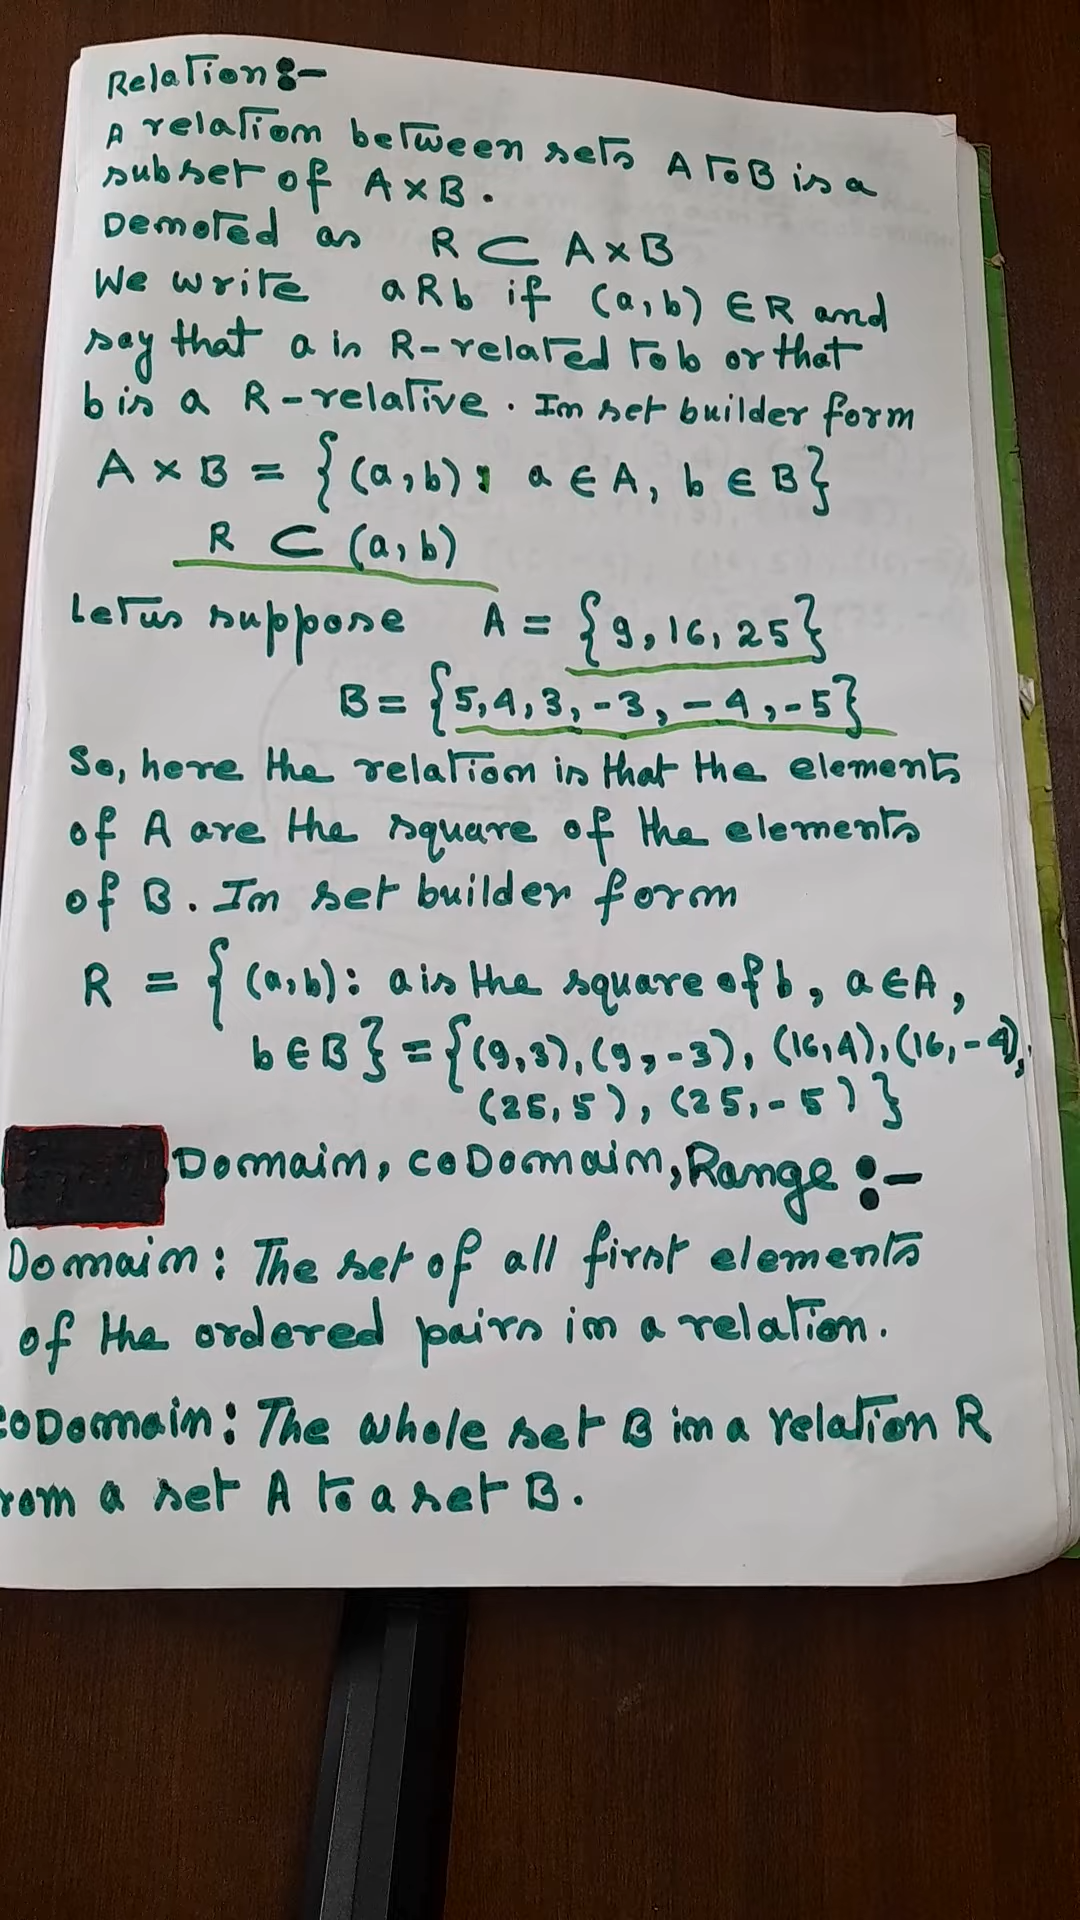 Relation:-
A relation between sets A to B is a
subset of A×B.
Denoted as R ⊂ A×B
We write aRb if (a,b) ∈ R and
say that a is R-related to b or that
b is a R-relative. In set builder form
A × B = {(a,b): a ∈ A, b ∈ B}
R ⊂ (a,b)
Let us suppose A = {9, 16, 25}
B = {5, 4, 3, -3, -4, -5}
So, here the relation is that the elements
of A are the square of the elements
of B. In set builder form
R = {(a,b): a is the square of b, a ∈ A,
b ∈ B} = {(9,3), (9,-3), (16,4), (16,-4),
(25,5), (25,-5)}
Domain, coDomain, Range:-
Domain: The set of all first elements
of the ordered pairs in a relation.
coDomain: The whole set B in a relation R
rom a set A to a set B.